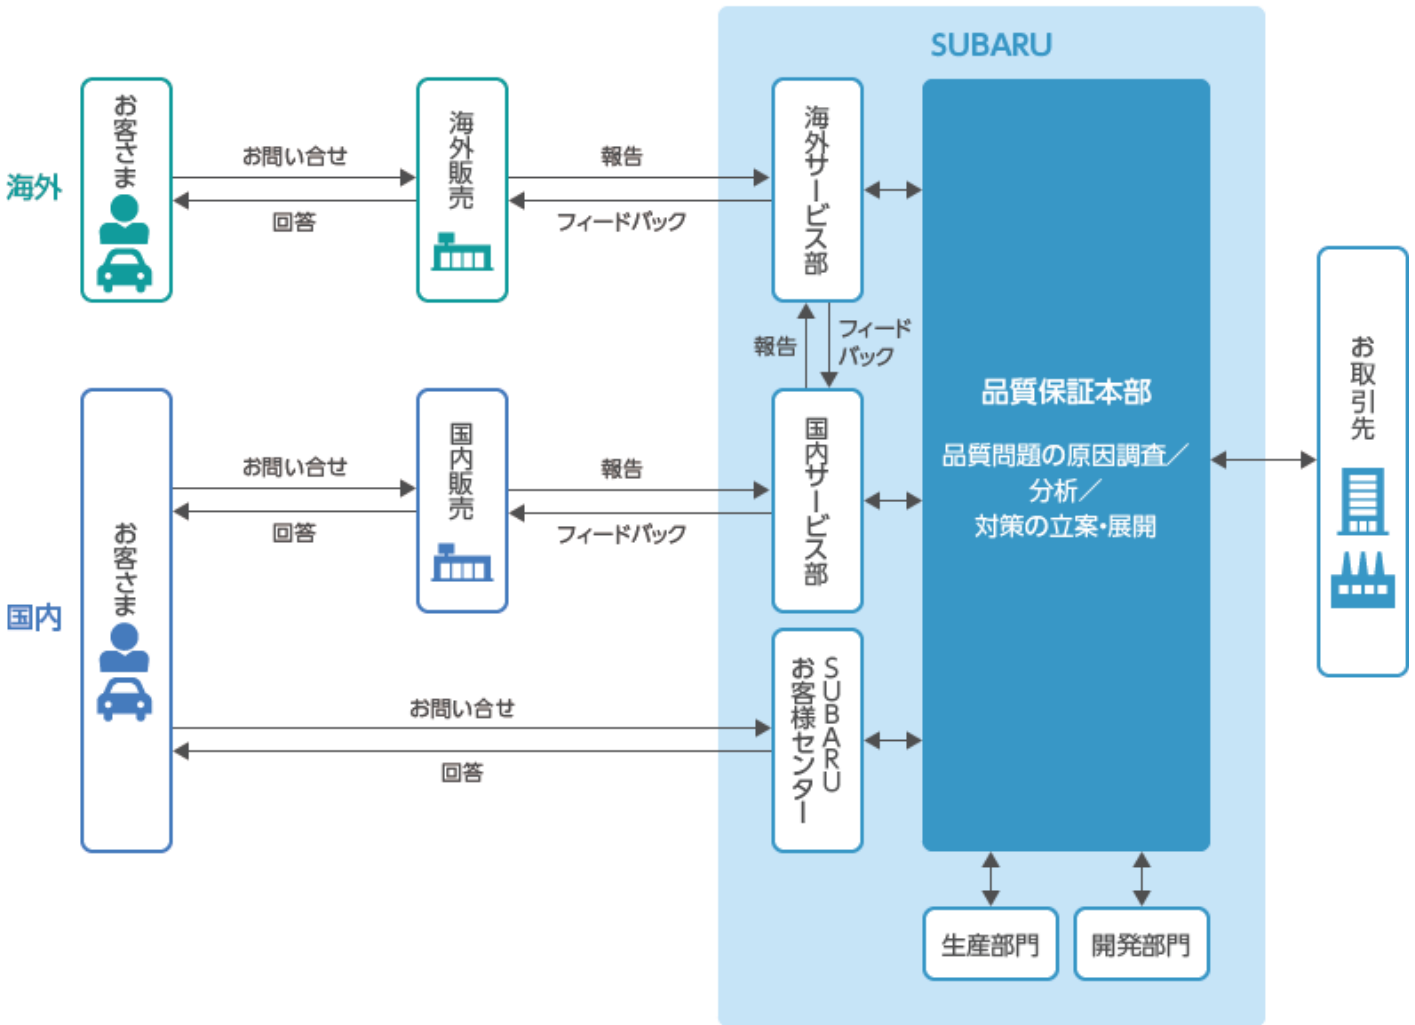 SUBARU
海外
お客さま
お問い合せ
回答
海外販売
報告
フィードバック
海外サービス部
報告
フィード
バック
国内
お客さま
お問い合せ
回答
国内販売
報告
フィードバック
国内サービス部
お問い合せ
回答
SUBARU
お客様センター
品質保証本部
品質問題の原因調査／
分析／
対策の立案・展開
お取引先
生産部門
開発部門